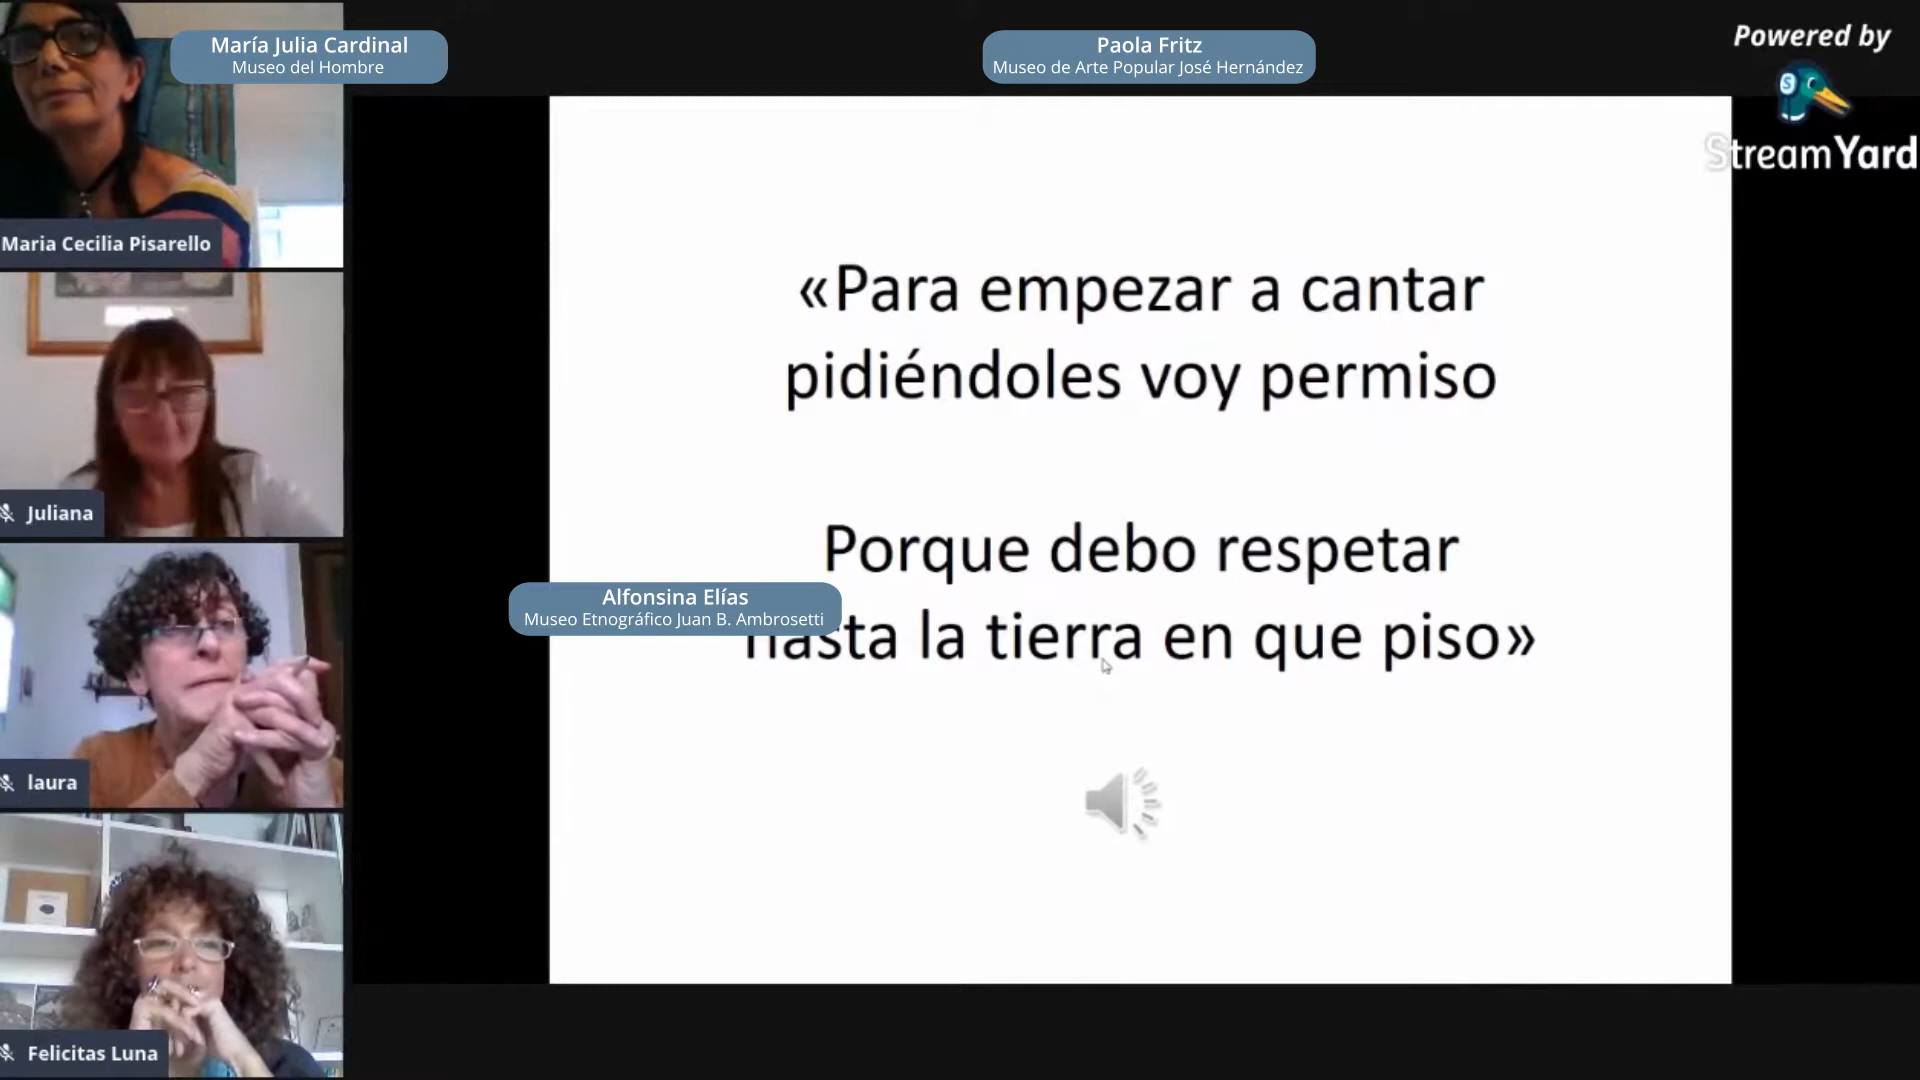 María Julia Cardinal
Museo del Hombre
Paola Fritz
Museo de Arte Popular José Hernández
Powered by
StreamYard
Maria Cecilia Pisarello
Juliana
laura
Felicitas Luna
«Para empezar a cantar
pidiéndoles voy permiso
Porque debo respetar
hasta la tierra en que piso»
Alfonsina Elías
Museo Etnográfico Juan B. Ambrosetti